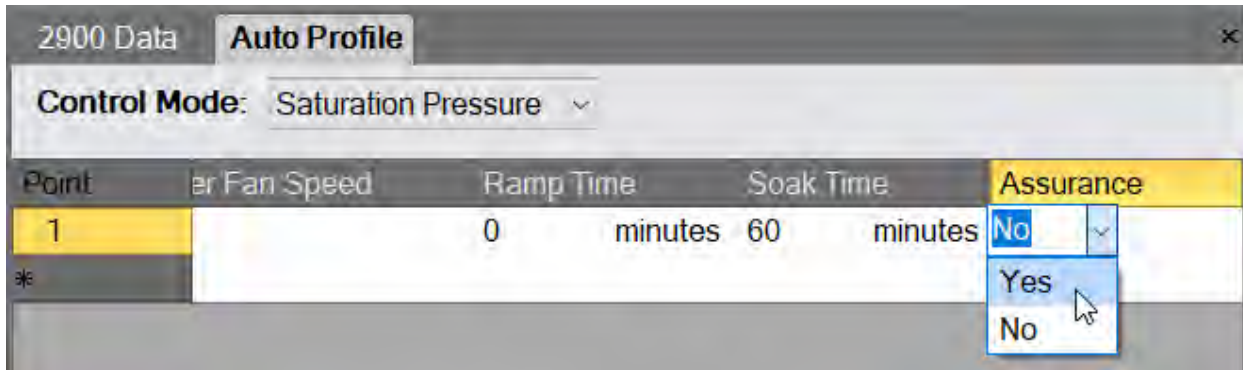 2900 Data Auto Profile
Control Mode: Saturation Pressure
Point er Fan Speed Ramp Time Soak Time Assurance
1 0 minutes 60 minutes No
*
Yes
No